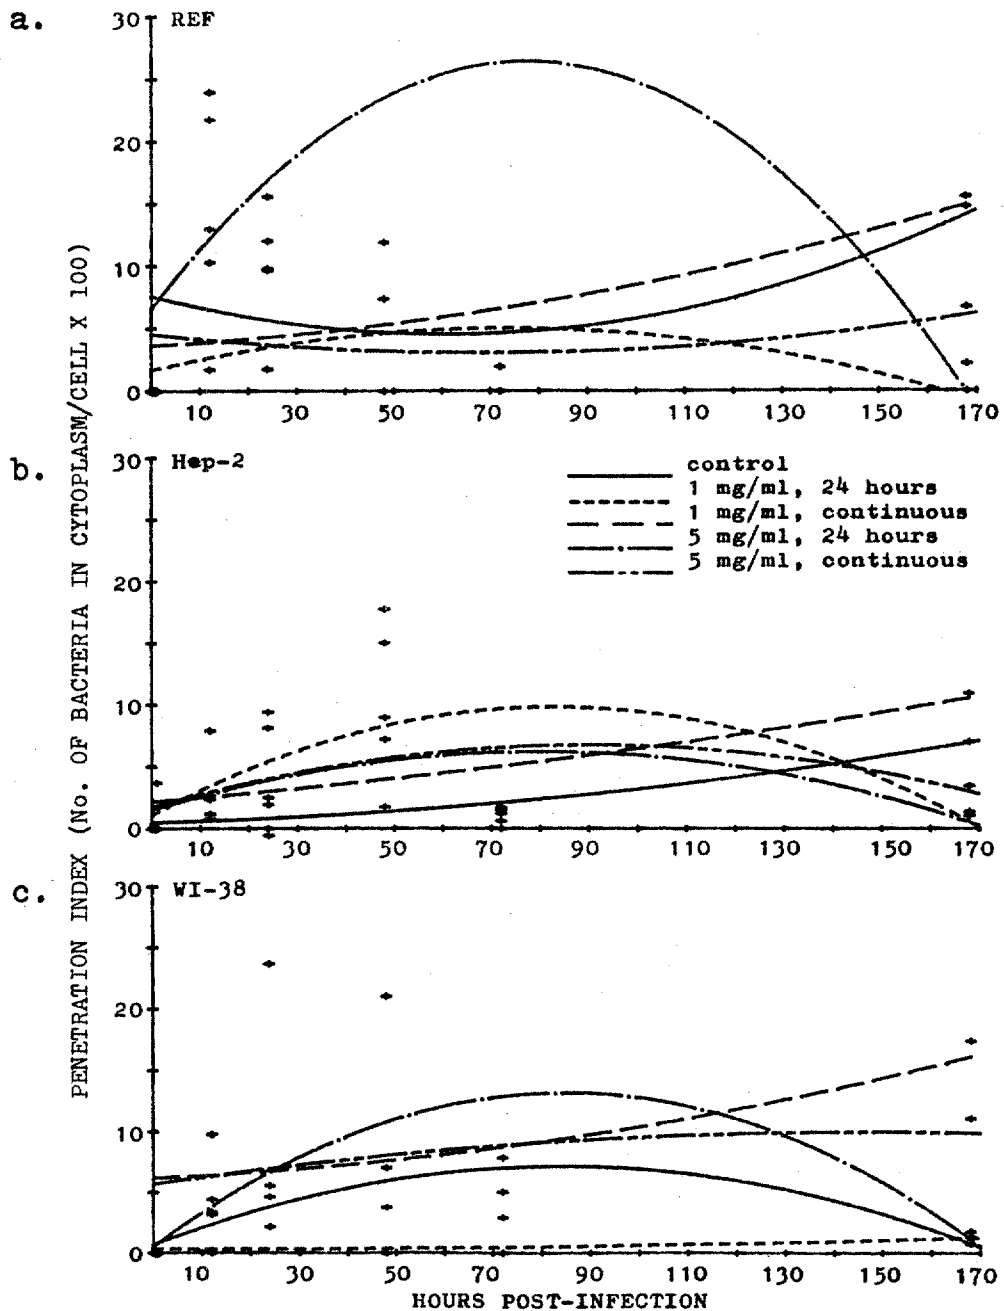 a.
30 REF
20
10
0
10 30 50 70 90 110 130 150 170
b.
30 Hep-2
control
1 mg/ml, 24 hours
1 mg/ml, continuous
5 mg/ml, 24 hours
5 mg/ml, continuous
20
10
0
10 30 50 70 90 110 130 150 170
c.
30 WI-38
20
10
0
10 30 50 70 90 110 130 150 170
HOURS POST-INFECTION
PENETRATION INDEX (No. OF BACTERIA IN CYTOPLASM/CELL X 100)